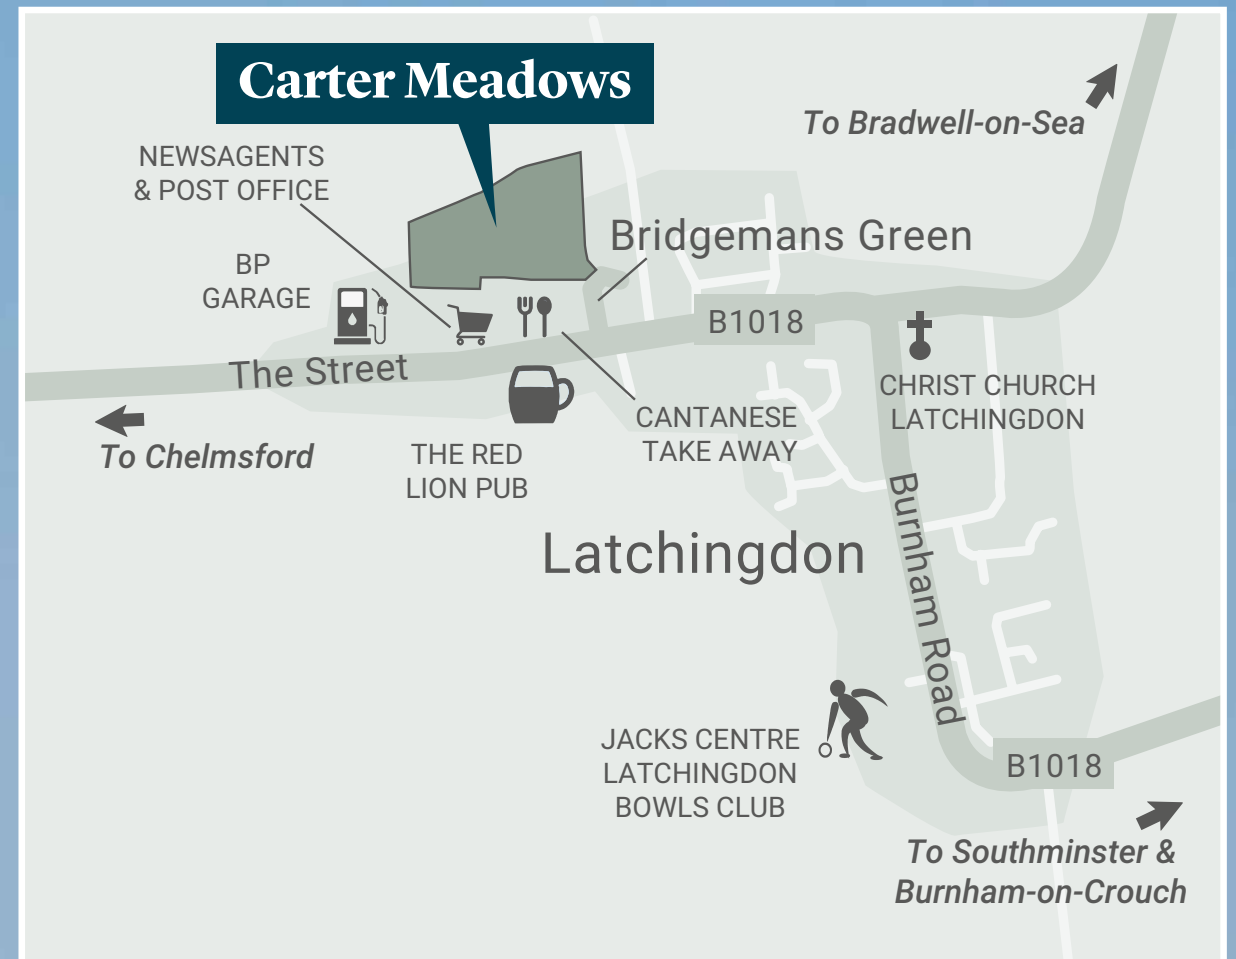 Carter Meadows
To Bradwell-on-Sea
NEWSAGENTS
& POST OFFICE
Bridgemans Green
BP
GARAGE
B1018
The Street
CHRIST CHURCH
LATCHINGDON
CANTANESE
TAKE AWAY
To Chelmsford
THE RED
LION PUB
Burnham Road
Latchingdon
JACKS CENTRE
LATCHINGDON
BOWLS CLUB
B1018
To Southminster &
Burnham-on-Crouch